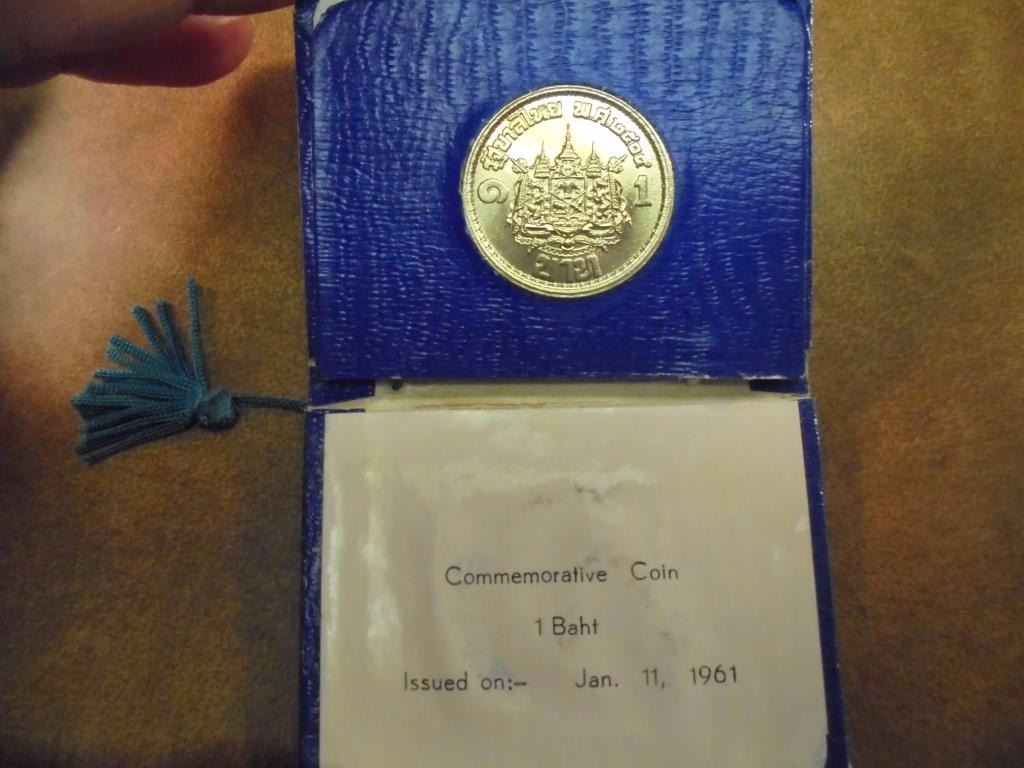 รัฐบาลไทย พ.ศ.๒๕๐๔
๑ 1
บาท
Commemorative Coin
1 Baht
Issued on:- Jan. 11, 1961